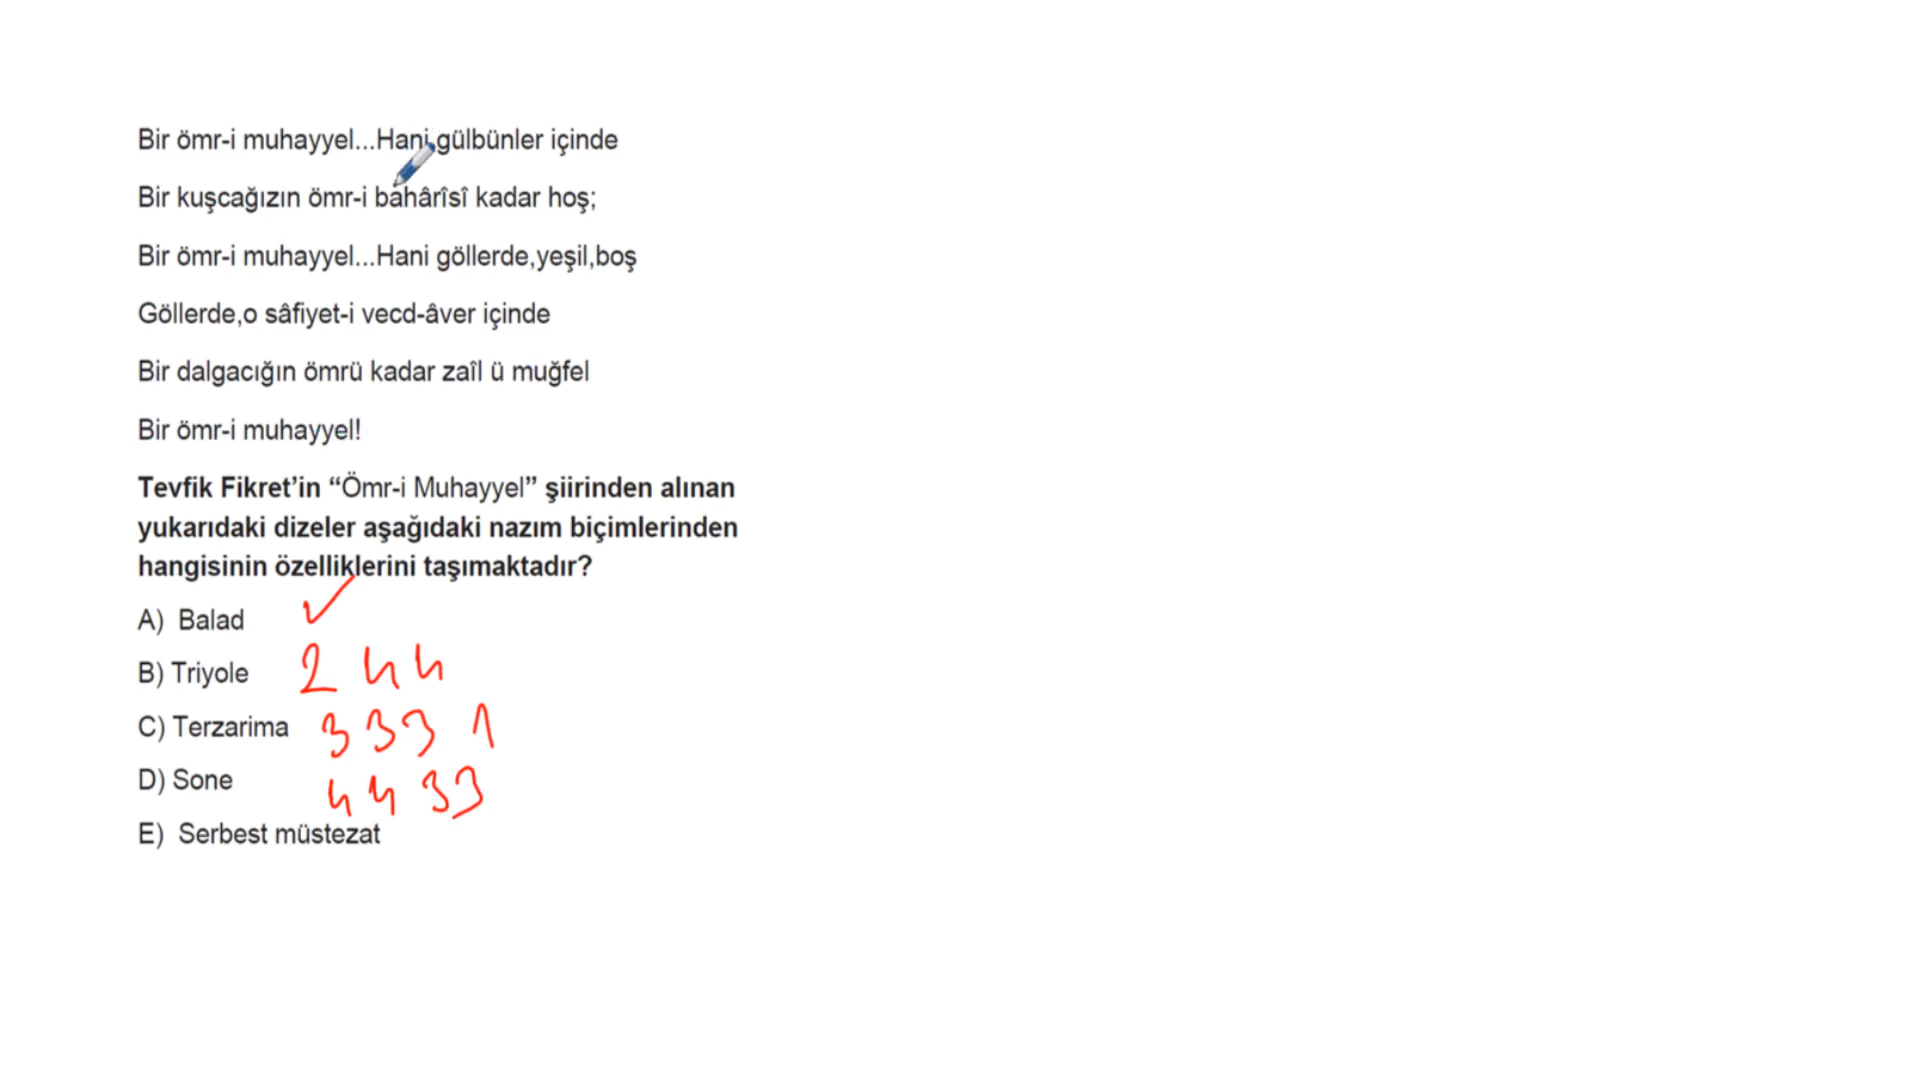 Bir ömr-i muhayyel...Hani gülbünler içinde
Bir kuşcağızın ömr-i bahârîsî kadar hoş;
Bir ömr-i muhayyel...Hani göllerde,yeşil,boş
Göllerde,o sâfiyet-i vecd-âver içinde
Bir dalgacığın ömrü kadar zaîl ü muğfel
Bir ömr-i muhayyel!
Tevfik Fikret’in “Ömr-i Muhayyel” şiirinden alınan
yukarıdaki dizeler aşağıdaki nazım biçimlerinden
hangisinin özelliklerini taşımaktadır?
A) Balad
B) Triyole 2 4 4
C) Terzarima 3 3 3 1
D) Sone 4 4 3 3
E) Serbest müstezat